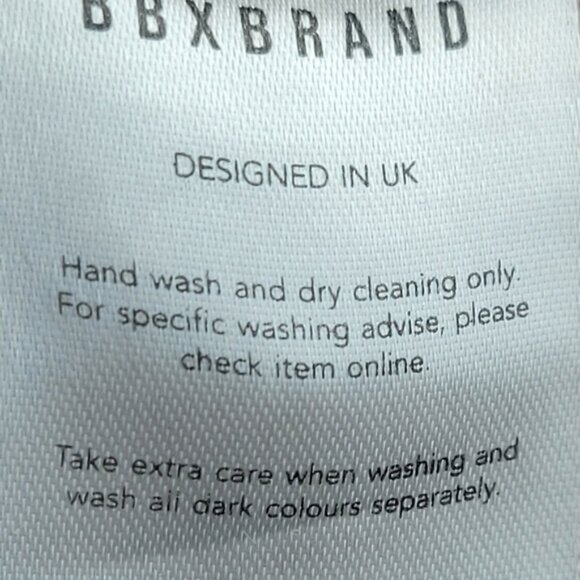 BBXBRAND
DESIGNED IN UK
Hand wash and dry cleaning only.
For specific washing advise, please
check item online.
Take extra care when washing and
wash all dark colours separately.